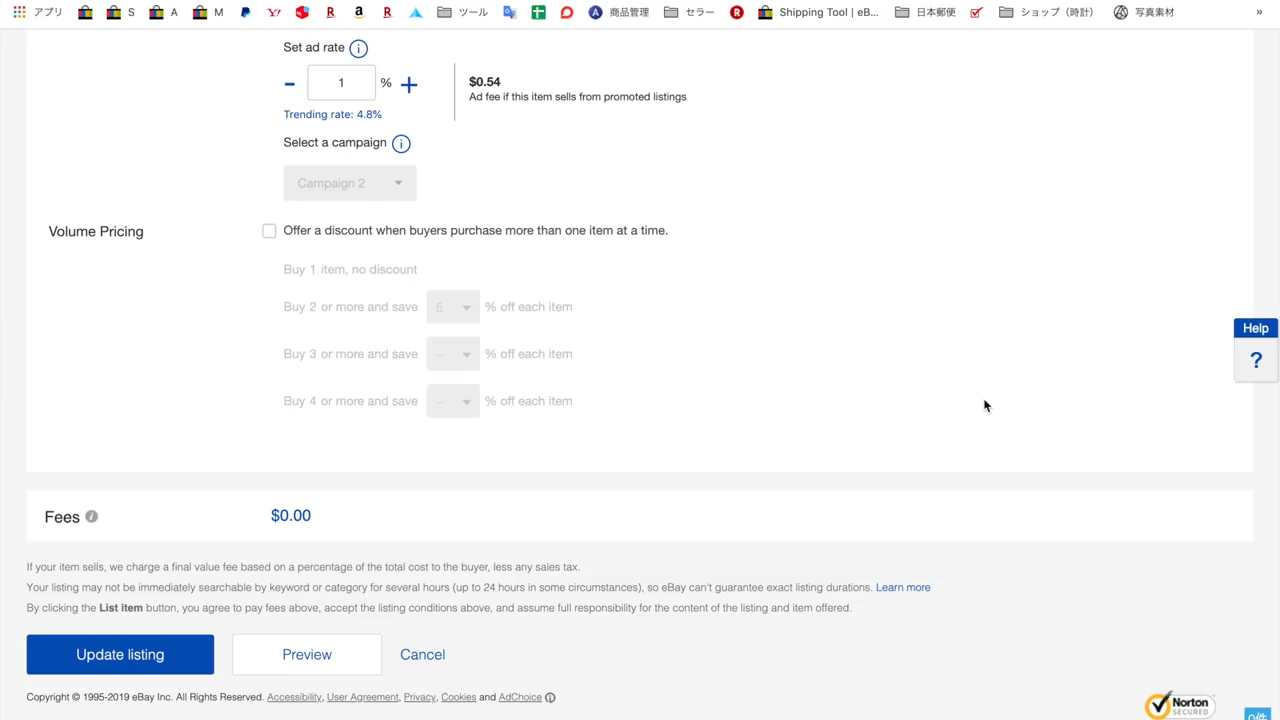 アプリ S A M ツール 商品管理 セラー Shipping Tool | eB... 日本郵便 ショップ（時計） 写真素材 »
Set ad rate
- 1 % + $0.54
Ad fee if this item sells from promoted listings
Trending rate: 4.8%
Select a campaign
Campaign 2
Volume Pricing Offer a discount when buyers purchase more than one item at a time.
Buy 1 item, no discount
Buy 2 or more and save 5 % off each item
Help
?
Buy 3 or more and save – % off each item
Buy 4 or more and save – % off each item
Fees $0.00
If your item sells, we charge a final value fee based on a percentage of the total cost to the buyer, less any sales tax.
Your listing may not be immediately searchable by keyword or category for several hours (up to 24 hours in some circumstances), so eBay can't guarantee exact listing durations. Learn more
By clicking the List item button, you agree to pay fees above, accept the listing conditions above, and assume full responsibility for the content of the listing and item offered.
Update listing Preview Cancel
Copyright © 1995-2019 eBay Inc. All Rights Reserved. Accessibility, User Agreement, Privacy, Cookies and AdChoice
Norton
SECURED